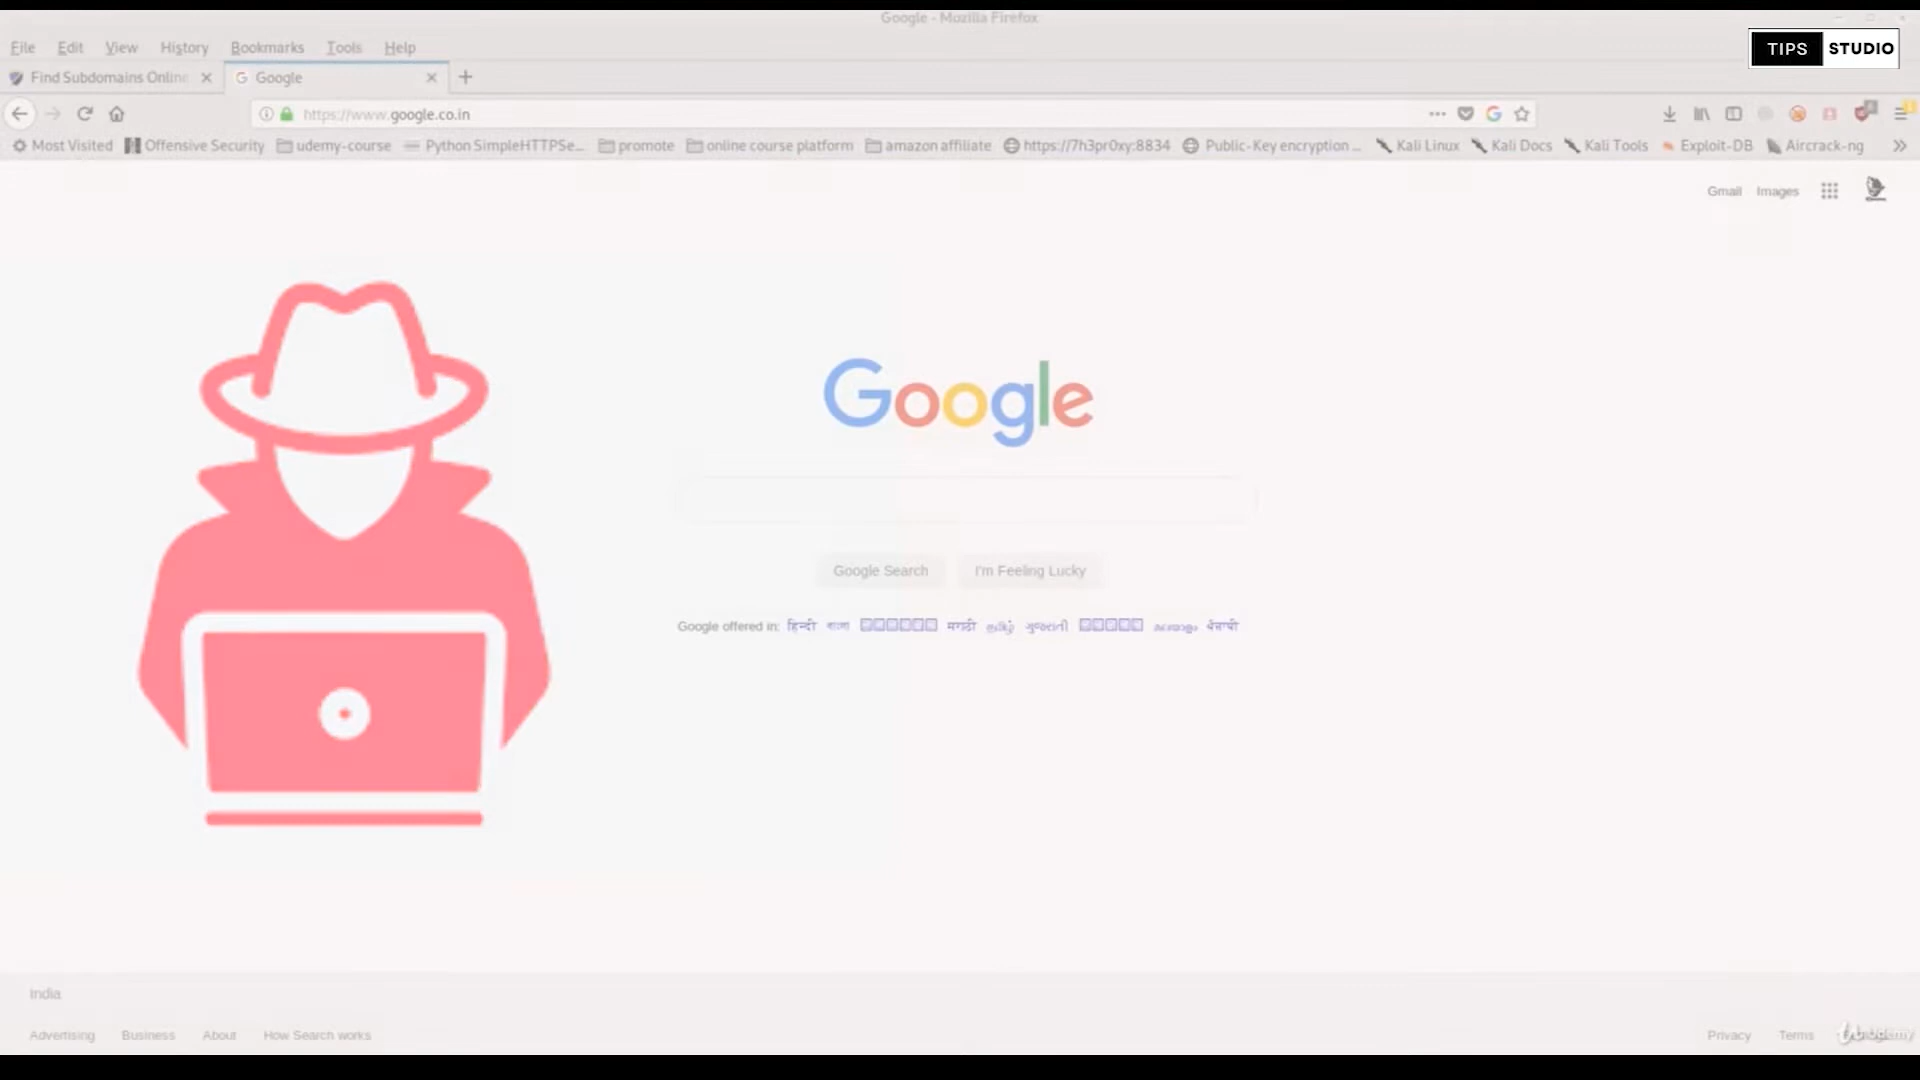 Google - Mozilla Firefox
TIPS STUDIO
File Edit View History Bookmarks Tools Help
Find Subdomains Online
Google
https://www.google.co.in
Most Visited Offensive Security udemy-course Python SimpleHTTPSe... promote online course platform amazon affiliate https://7h3pr0xy:8834 Public-Key encryption ... Kali Linux Kali Docs Kali Tools Exploit-DB Aircrack-ng
Gmail Images
Google
Google Search I'm Feeling Lucky
Google offered in: हिन्दी বাংলা मराठी தமிழ் ગુજરાતી മലയാളം ਪੰਜਾਬੀ
India
Advertising Business About How Search works
Privacy Terms